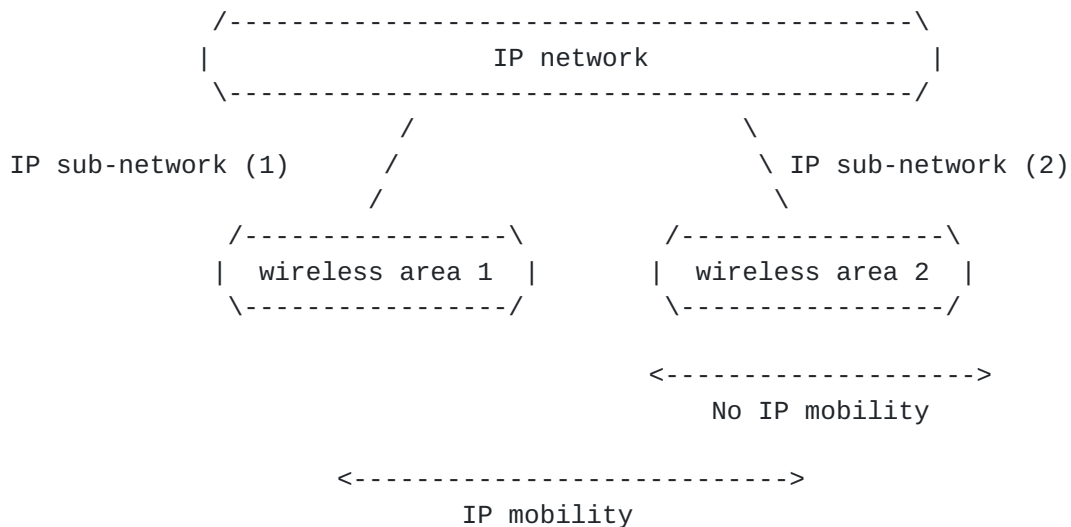 IP network
IP sub-network (1) IP sub-network (2)
wireless area 1 wireless area 2
No IP mobility
IP mobility